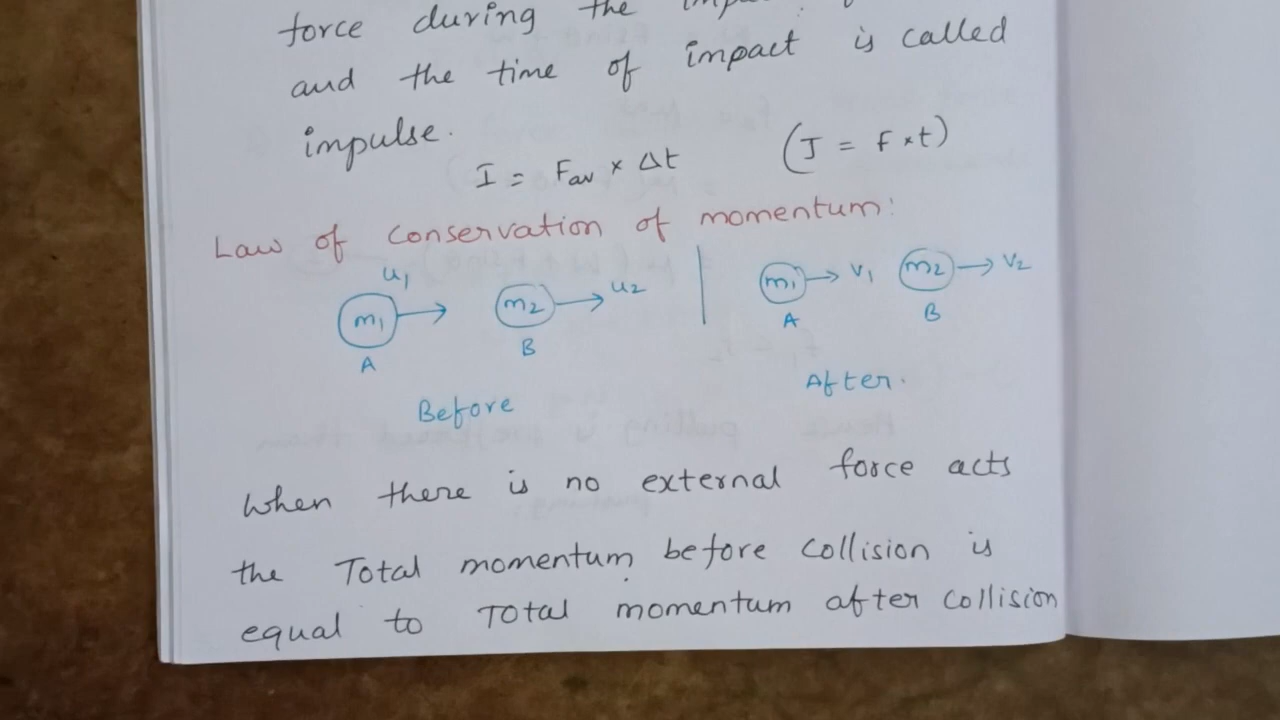 force during the
and the time of impact is called
impulse.
I = Fav × Δt (J = F × t)
Law of conservation of momentum:
u₁ m₁ A m₂ u₂ B m₁ v₁ A m₂ v₂ B
Before After.
When there is no external force acts
the Total momentum before collision is
equal to Total momentum after collision